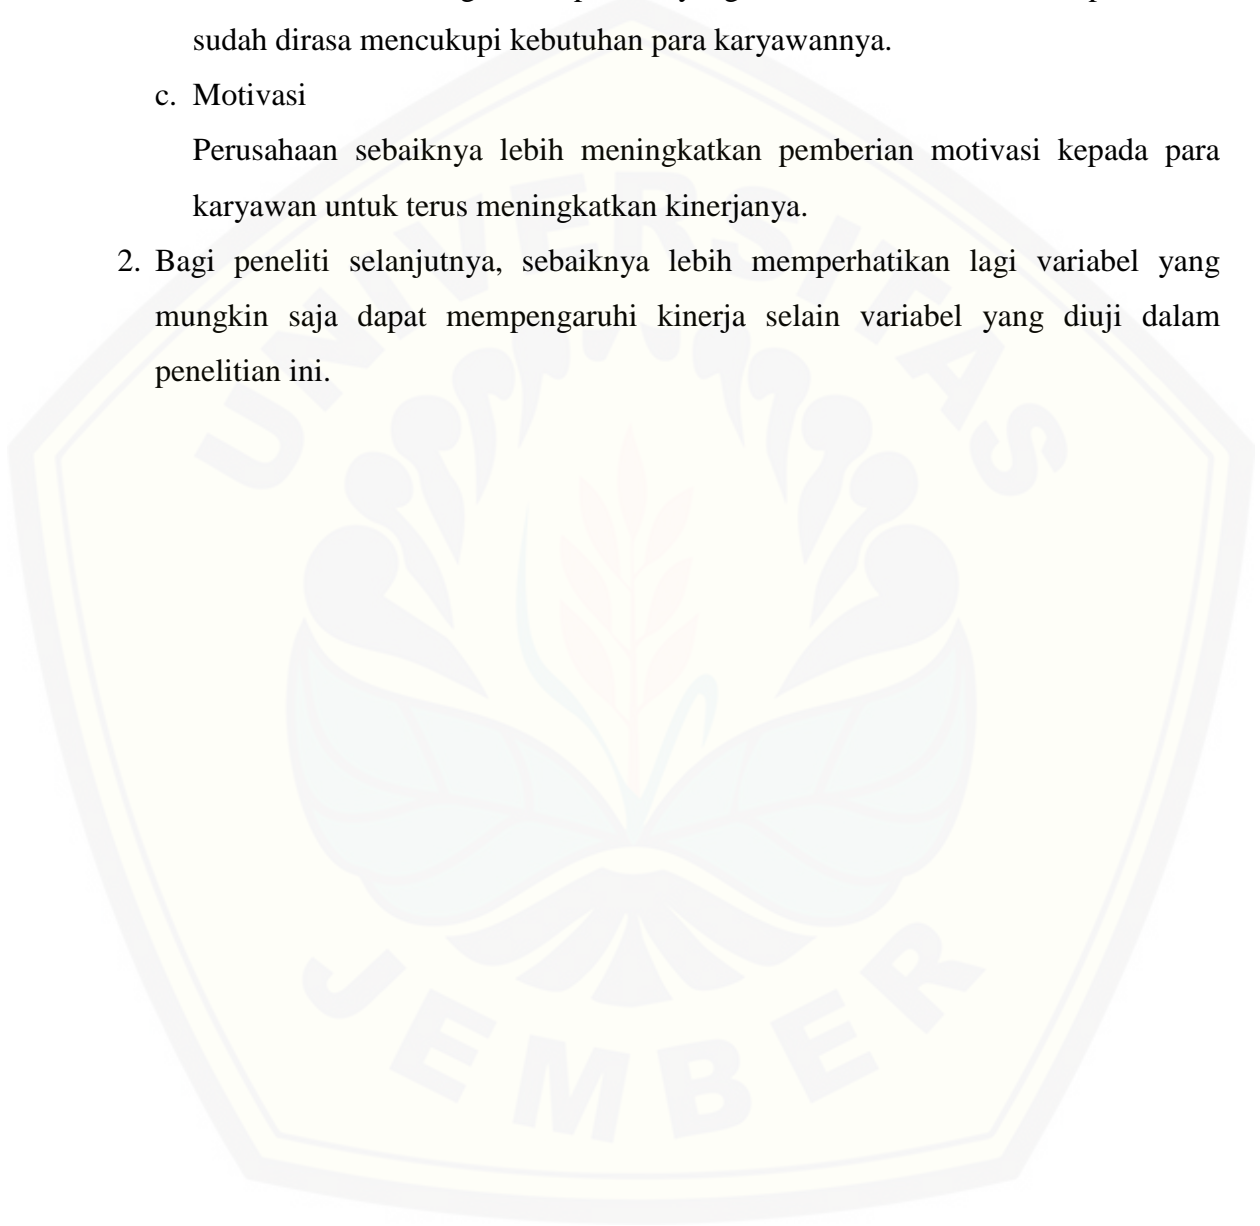 sudah dirasa mencukupi kebutuhan para karyawannya.
c. Motivasi
Perusahaan sebaiknya lebih meningkatkan pemberian motivasi kepada para
karyawan untuk terus meningkatkan kinerjanya.
2. Bagi peneliti selanjutnya, sebaiknya lebih memperhatikan lagi variabel yang
mungkin saja dapat mempengaruhi kinerja selain variabel yang diuji dalam
penelitian ini.
UNIVERSITAS
JEMBER